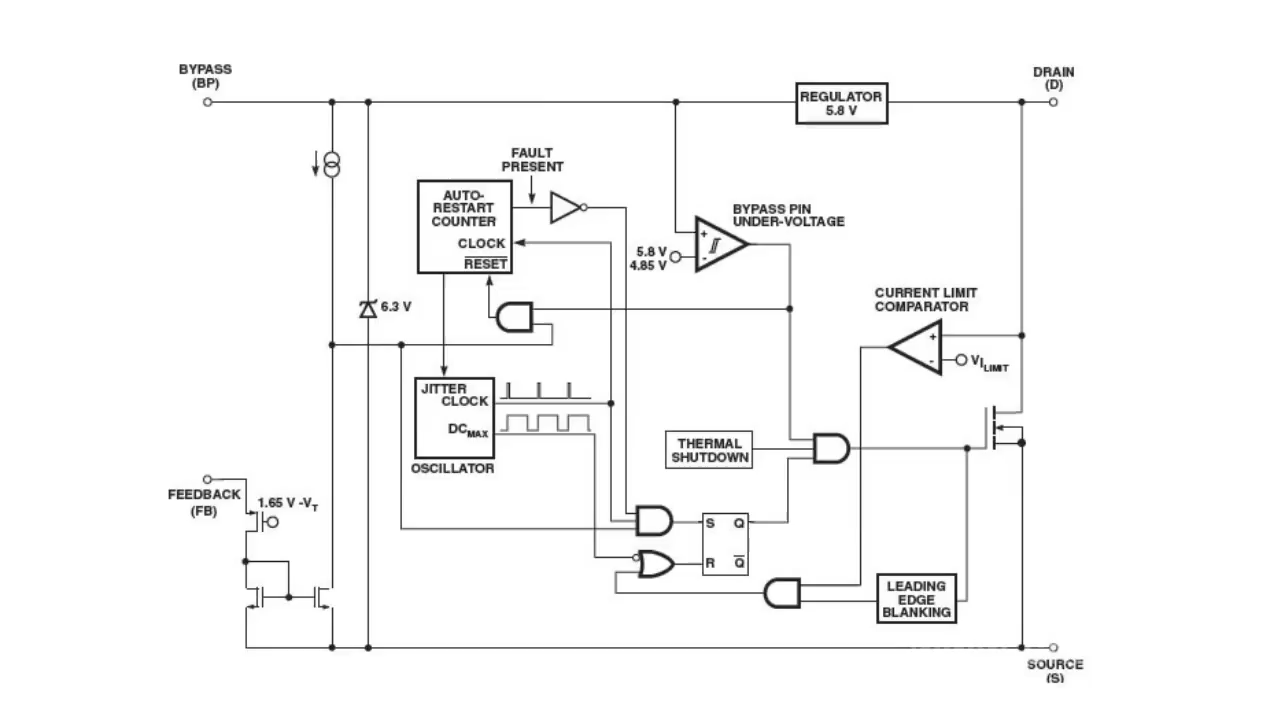 BYPASS
(BP)
DRAIN
(D)
REGULATOR
5.8 V
FAULT
PRESENT
AUTO-
RESTART
COUNTER
CLOCK
RESET
BYPASS PIN
UNDER-VOLTAGE
+
-
5.8 V
4.85 V
6.3 V
CURRENT LIMIT
COMPARATOR
+
-
VILIMIT
JITTER
CLOCK
DCMAX
OSCILLATOR
THERMAL
SHUTDOWN
FEEDBACK
(FB)
1.65 V -VT
S Q
R Q
LEADING
EDGE
BLANKING
SOURCE
(S)